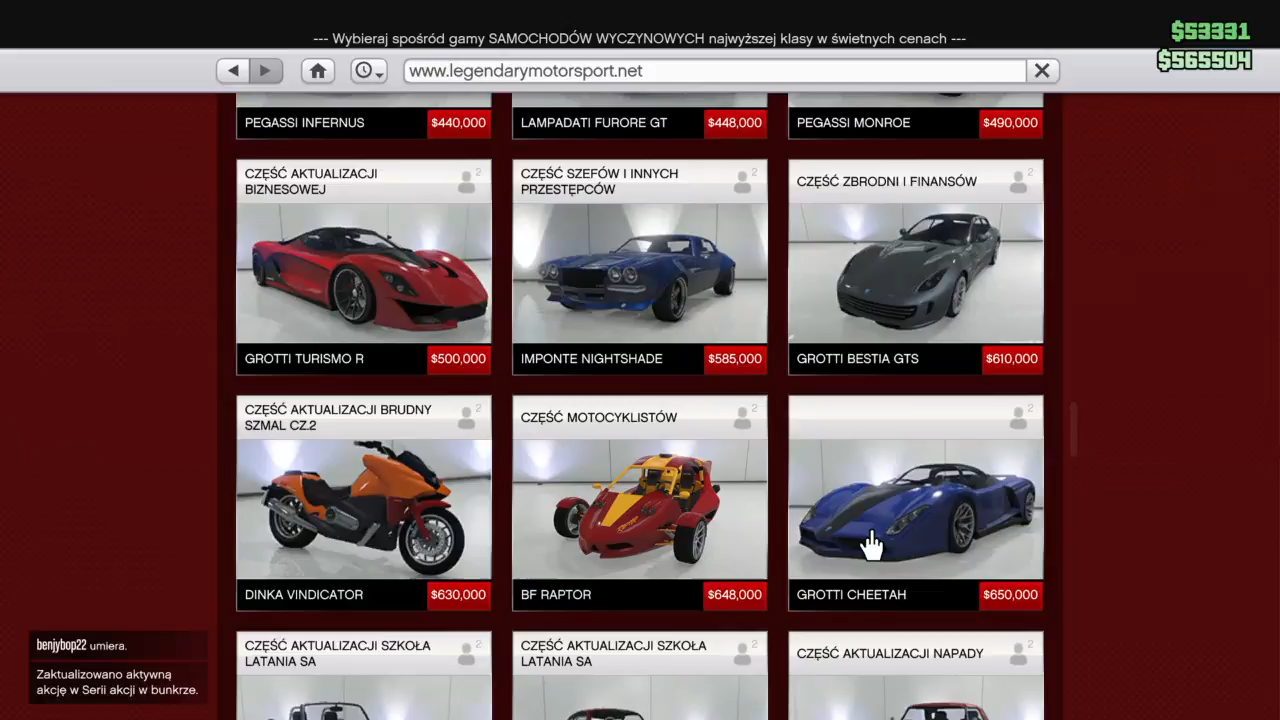 --- Wybieraj spośród gamy SAMOCHODÓW WYCZYNOWYCH najwyższej klasy w świetnych cenach ---
$53331
$565504
www.legendarymotorsport.net
PEGASSI INFERNUS $440,000
LAMPADATI FURORE GT $448,000
PEGASSI MONROE $490,000
CZĘŚĆ AKTUALIZACJI
BIZNESOWEJ
2
CZĘŚĆ SZEFÓW I INNYCH
PRZESTĘPCÓW
2
CZĘŚĆ ZBRODNI I FINANSÓW
2
GROTTI TURISMO R $500,000
IMPONTE NIGHTSHADE $585,000
GROTTI BESTIA GTS $610,000
CZĘŚĆ AKTUALIZACJI BRUDNY
SZMAL CZ.2
2
CZĘŚĆ MOTOCYKLISTÓW
2
2
DINKA VINDICATOR $630,000
BF RAPTOR $648,000
GROTTI CHEETAH $650,000
CZĘŚĆ AKTUALIZACJI SZKOŁA
LATANIA SA
2
CZĘŚĆ AKTUALIZACJI SZKOŁA
LATANIA SA
2
CZĘŚĆ AKTUALIZACJI NAPADY
2
benjybop22 umiera.
Zaktualizowano aktywną
akcję w Serii akcji w bunkrze.